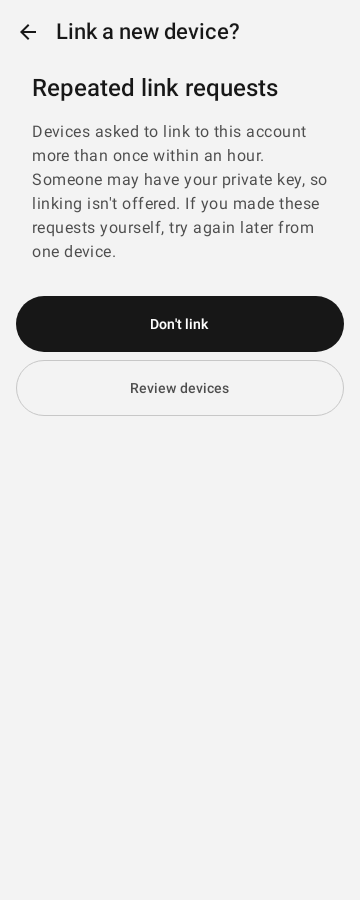 Link a new device?
Repeated link requests
Devices asked to link to this account
more than once within an hour.
Someone may have your private key, so
linking isn't offered. If you made these
requests yourself, try again later from
one device.
Don't link
Review devices